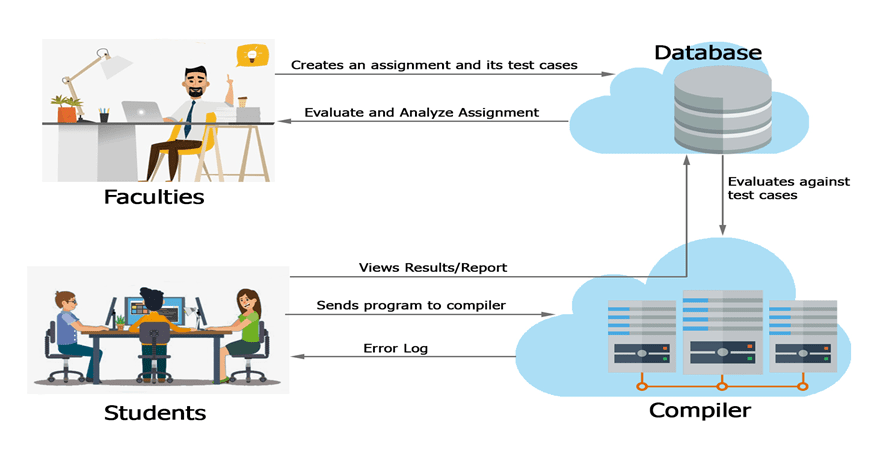 Database
Creates an assignment and its test cases
Evaluate and Analyze Assignment
Faculties
Evaluates against
test cases
Views Results/Report
Sends program to compiler
Error Log
Students
Compiler